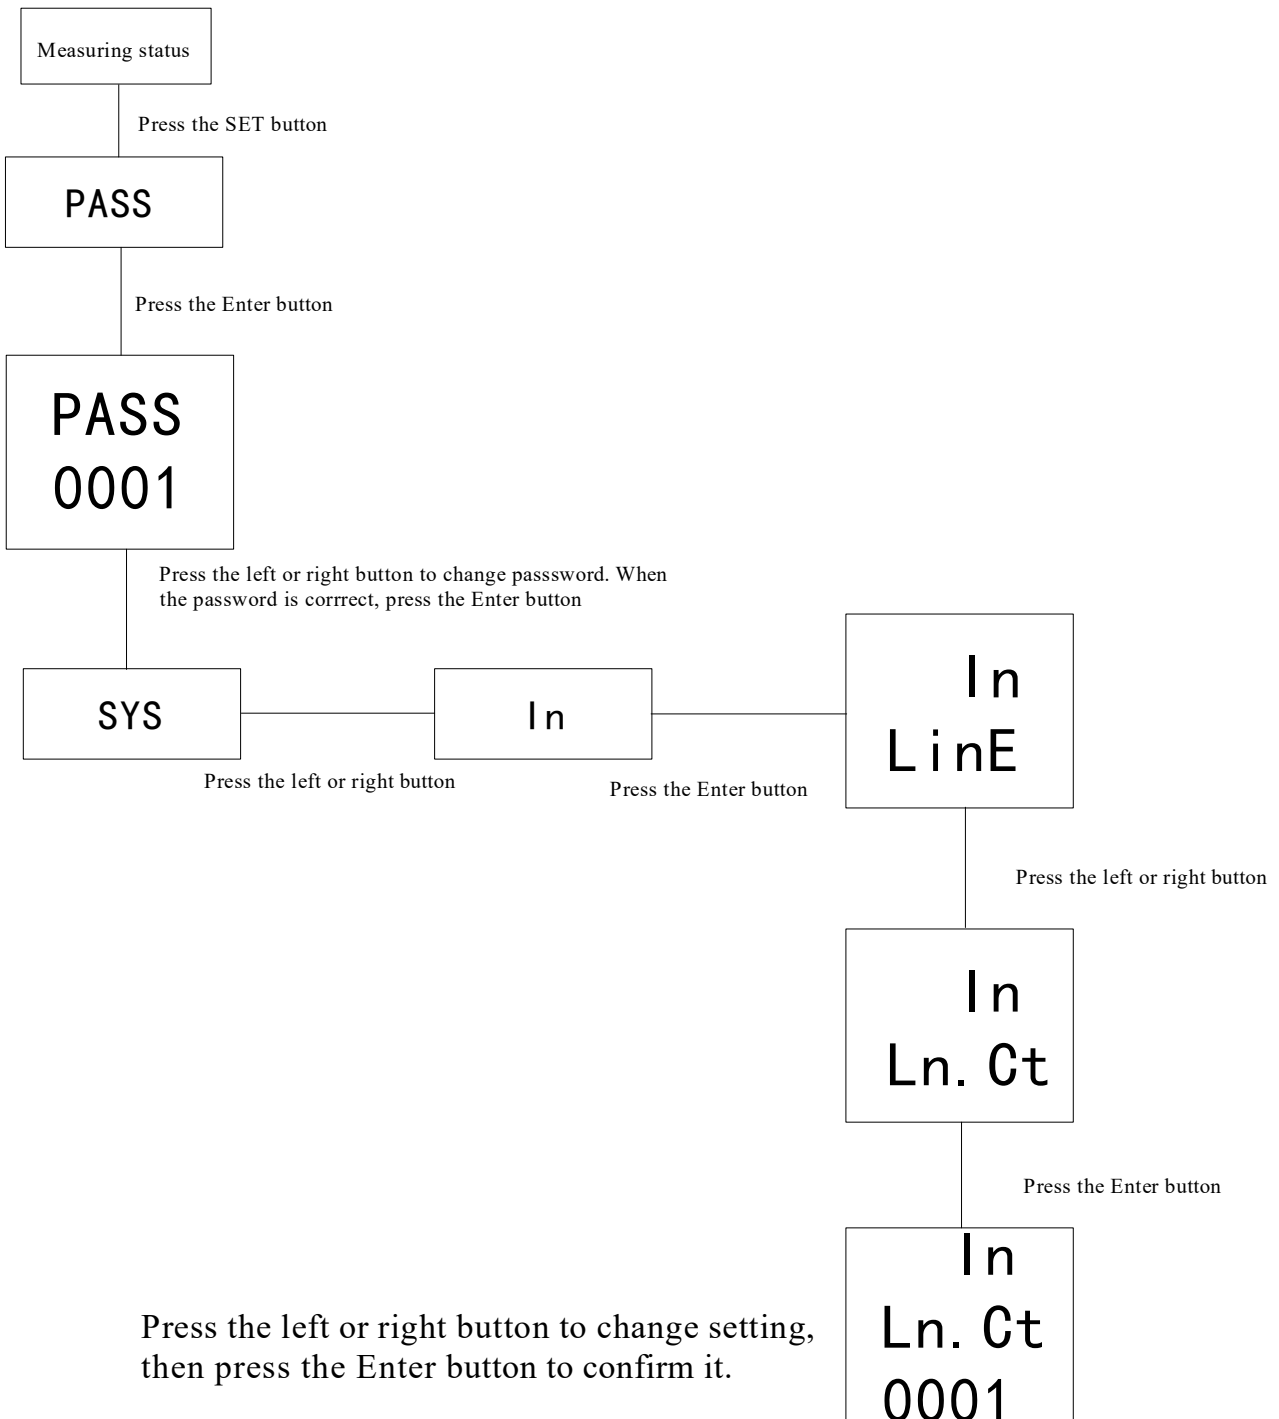 Measuring status
Press the SET button
PASS
Press the Enter button
PASS
0001
Press the left or right button to change passsword. When
the password is corrrect, press the Enter button
SYS
Press the left or right button
In
Press the Enter button
In
LinE
Press the left or right button
In
Ln. Ct
Press the Enter button
In
Ln. Ct
0001
Press the left or right button to change setting,
then press the Enter button to confirm it.